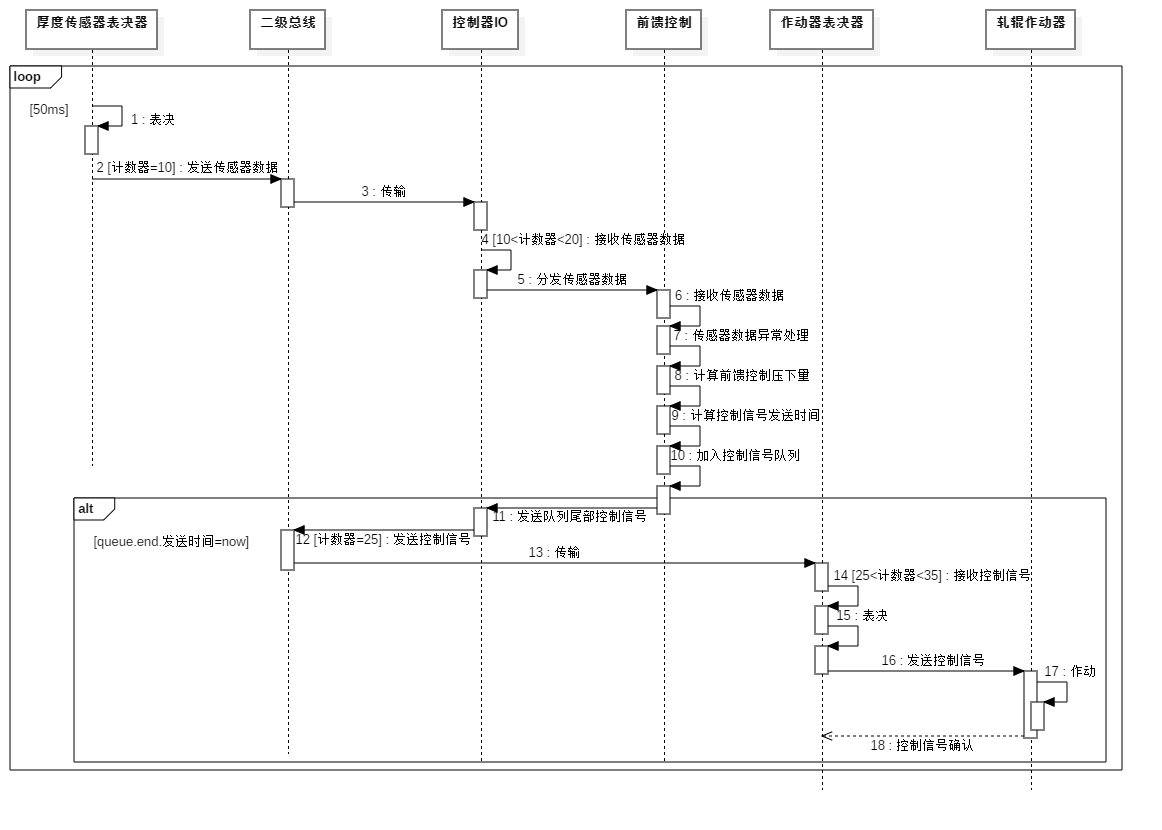 厚度传感器表决器
二级总线
控制器IO
前馈控制
作动器表决器
轧辊作动器
loop
[50ms]
1 : 表决
2 [计数器=10] : 发送传感器数据
3 : 传输
4 [10<计数器<20] : 接收传感器数据
5 : 分发传感器数据
6 : 接收传感器数据
7 : 传感器数据异常处理
8 : 计算前馈控制压下量
9 : 计算控制信号发送时间
10 : 加入控制信号队列
alt
11 : 发送队列尾部控制信号
[queue.end.发送时间=now]
12 [计数器=25] : 发送控制信号
13 : 传输
14 [25<计数器<35] : 接收控制信号
15 : 表决
16 : 发送控制信号
17 : 作动
18 : 控制信号确认